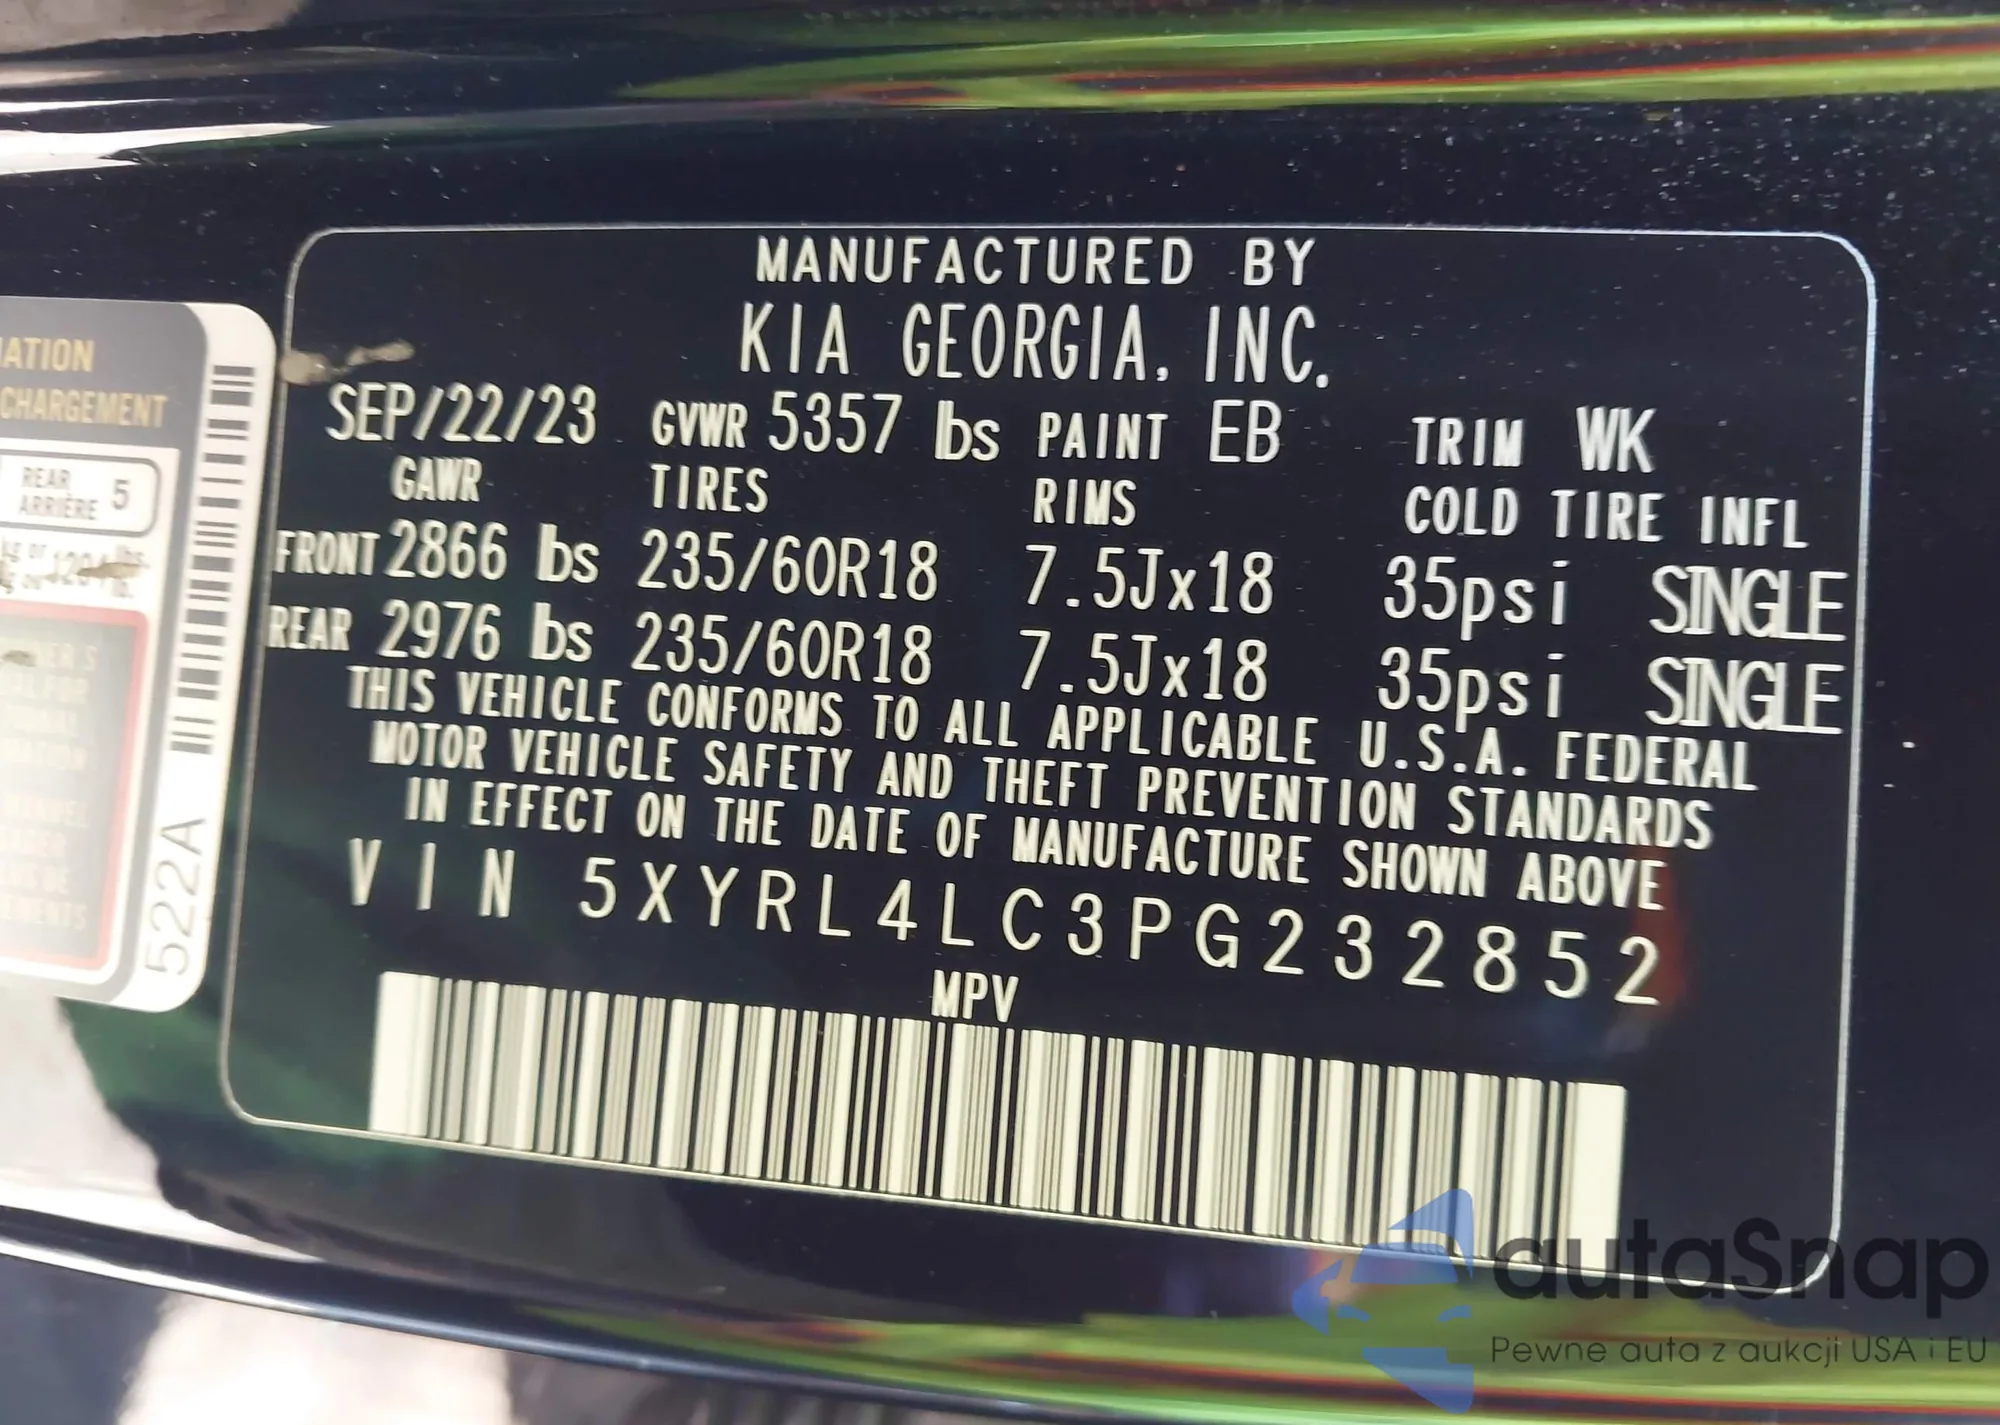 MANUFACTURED BY
KIA GEORGIA, INC.
SEP/22/23 GVWR 5357 lbs PAINT EB TRIM WK
GAWR TIRES RIMS COLD TIRE INFL
FRONT 2866 lbs 235/60R18 7.5Jx18 35psi SINGLE
REAR 2976 lbs 235/60R18 7.5Jx18 35psi SINGLE
THIS VEHICLE CONFORMS TO ALL APPLICABLE U.S.A. FEDERAL
MOTOR VEHICLE SAFETY AND THEFT PREVENTION STANDARDS
IN EFFECT ON THE DATE OF MANUFACTURE SHOWN ABOVE
VIN 5XYRL4LC3PG232852
MPV
CHARGEMENT
REAR
ARRIÈRE 5
522A
autaSnap
Pewne auta z aukcji USA i EU